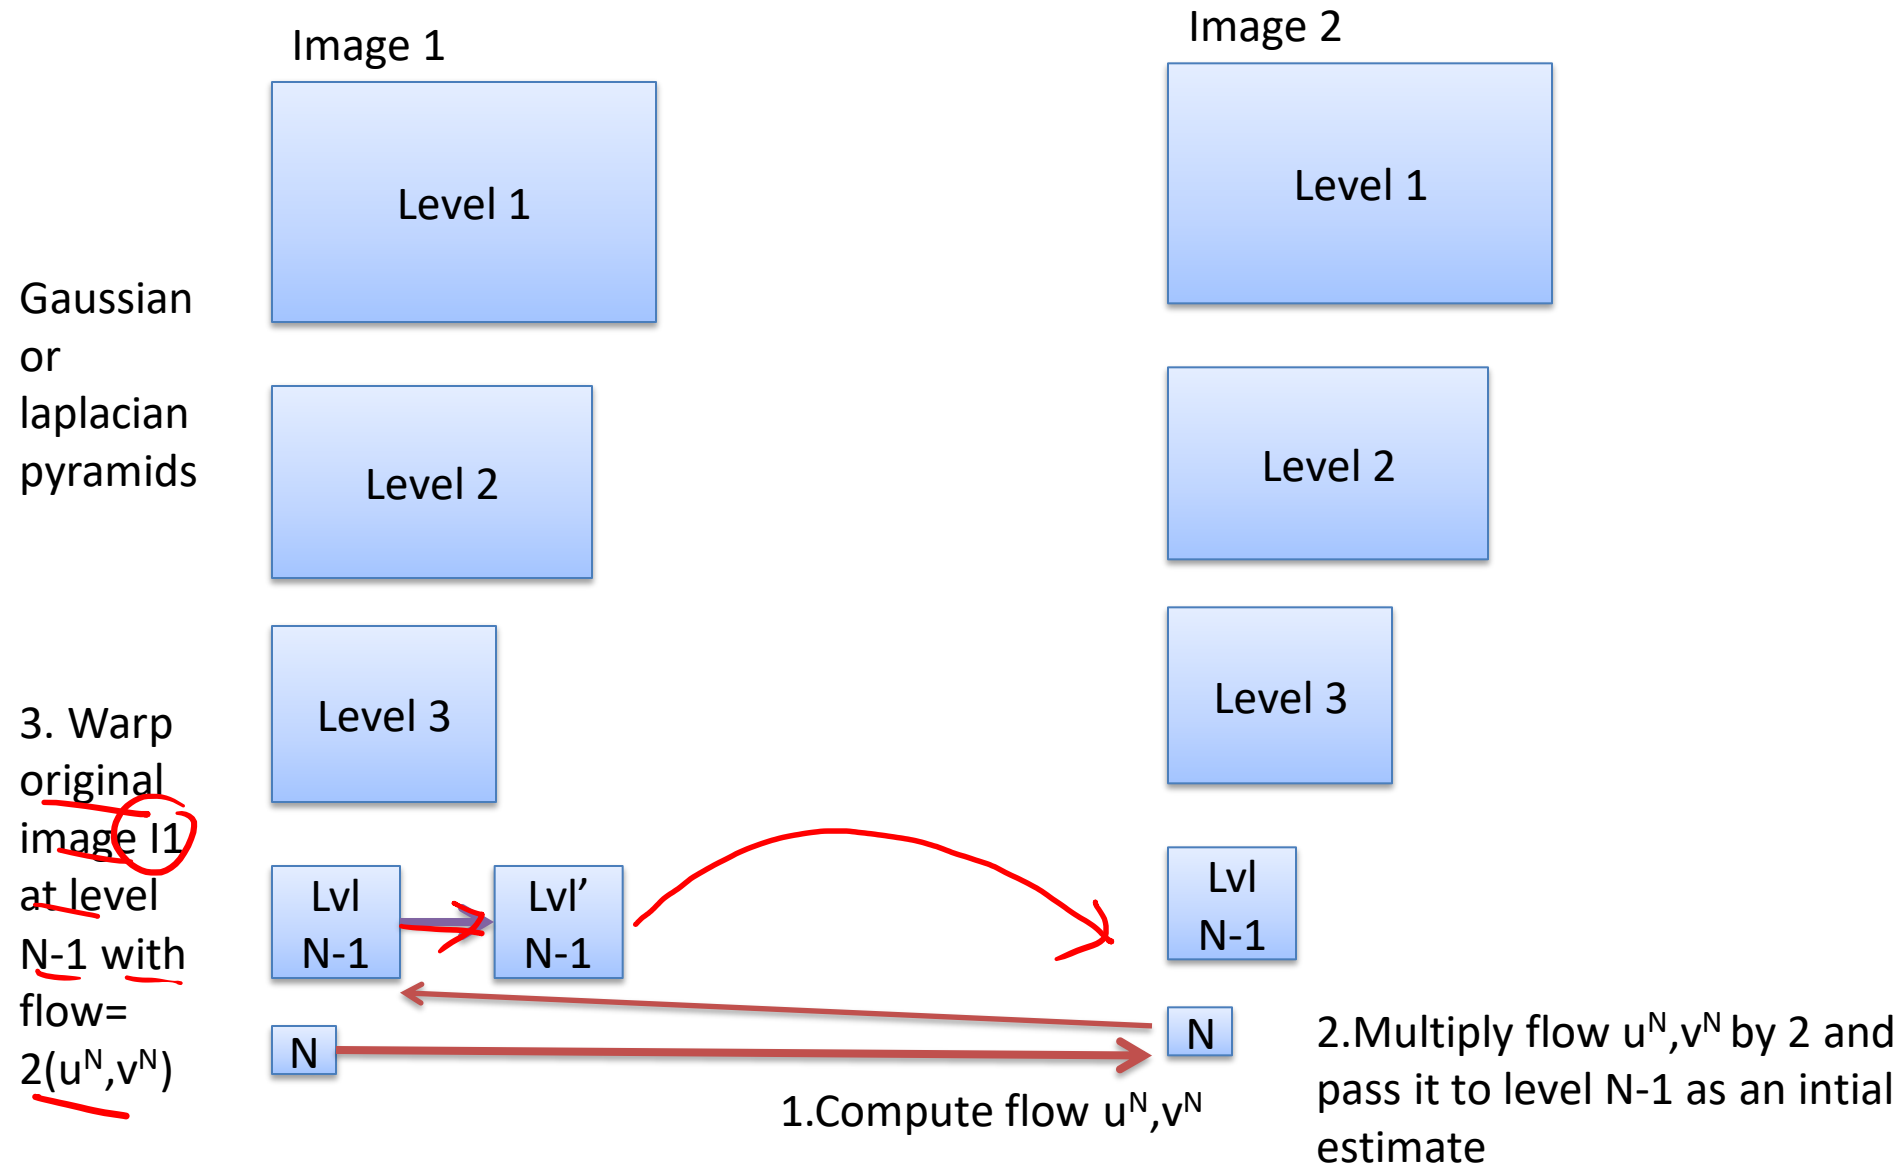 Image 1
Image 2
Level 1
Level 1
Gaussian
or
laplacian
pyramids
Level 2
Level 2
Level 3
Level 3
3. Warp
original
image I1
at level
N-1 with
flow=
2(uᴺ,vᴺ)
Lvl
N-1
Lvl’
N-1
Lvl
N-1
N
N
1.Compute flow uᴺ,vᴺ
2.Multiply flow uᴺ,vᴺ by 2 and
pass it to level N-1 as an intial
estimate